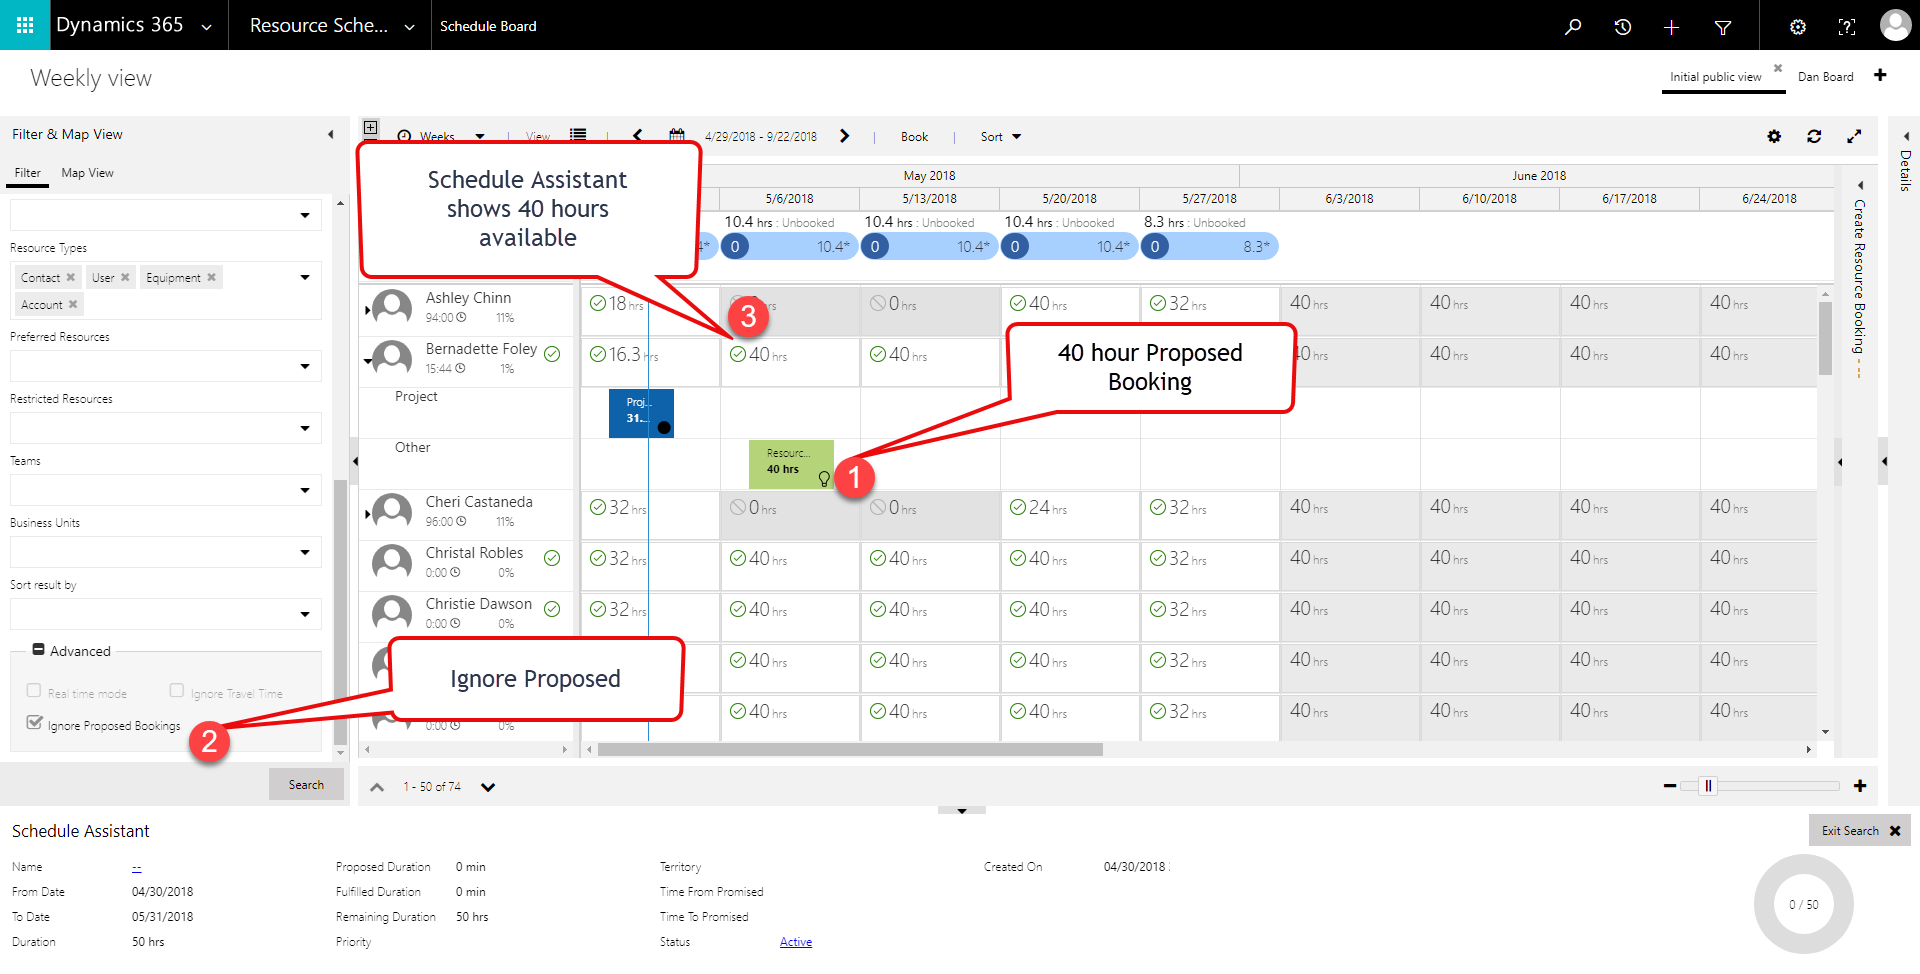 Dynamics 365
Resource Sche...
Schedule Board
Weekly view
Initial public view
Dan Board
Filter & Map View
Weeks
View
4/29/2018 - 9/22/2018
Book
Sort
Details
Filter
Map View
Schedule Assistant
shows 40 hours
available
May 2018
June 2018
5/6/2018
5/13/2018
5/20/2018
5/27/2018
6/3/2018
6/10/2018
6/17/2018
6/24/2018
10.4 hrs : Unbooked
10.4 hrs : Unbooked
10.4 hrs : Unbooked
8.3 hrs : Unbooked
4*
0 10.4*
0 10.4*
0 10.4*
0 8.3*
Create Resource Booking --
Resource Types
Contact
User
Equipment
Account
Preferred Resources
Restricted Resources
Teams
Business Units
Sort result by
Advanced
Real time mode
Ignore Travel Time
Ignore Proposed Bookings
2
Search
Ashley Chinn
94:00 11%
18 hrs
hrs
0 hrs
40 hrs
32 hrs
40 hrs
40 hrs
40 hrs
40 hrs
3
Bernadette Foley
15:44 1%
16.3 hrs
40 hrs
40 hrs
40 hour Proposed
Booking
0 hrs
40 hrs
40 hrs
40 hrs
Project
Proj...
31....
Other
Resourc...
40 hrs
1
Cheri Castaneda
96:00 11%
32 hrs
0 hrs
0 hrs
24 hrs
32 hrs
40 hrs
40 hrs
40 hrs
40 hrs
Christal Robles
0:00 0%
32 hrs
40 hrs
40 hrs
40 hrs
32 hrs
40 hrs
40 hrs
40 hrs
40 hrs
Christie Dawson
0:00 0%
32 hrs
40 hrs
40 hrs
40 hrs
32 hrs
40 hrs
40 hrs
40 hrs
40 hrs
Ignore Proposed
40 hrs
40 hrs
40 hrs
32 hrs
40 hrs
40 hrs
40 hrs
40 hrs
0:00 0%
40 hrs
40 hrs
40 hrs
32 hrs
40 hrs
40 hrs
40 hrs
40 hrs
1 - 50 of 74
Schedule Assistant
Exit Search
Name --
From Date 04/30/2018
To Date 05/31/2018
Duration 50 hrs
Proposed Duration 0 min
Fulfilled Duration 0 min
Remaining Duration 50 hrs
Priority
Territory
Time From Promised
Time To Promised
Status Active
Created On 04/30/2018
0 / 50